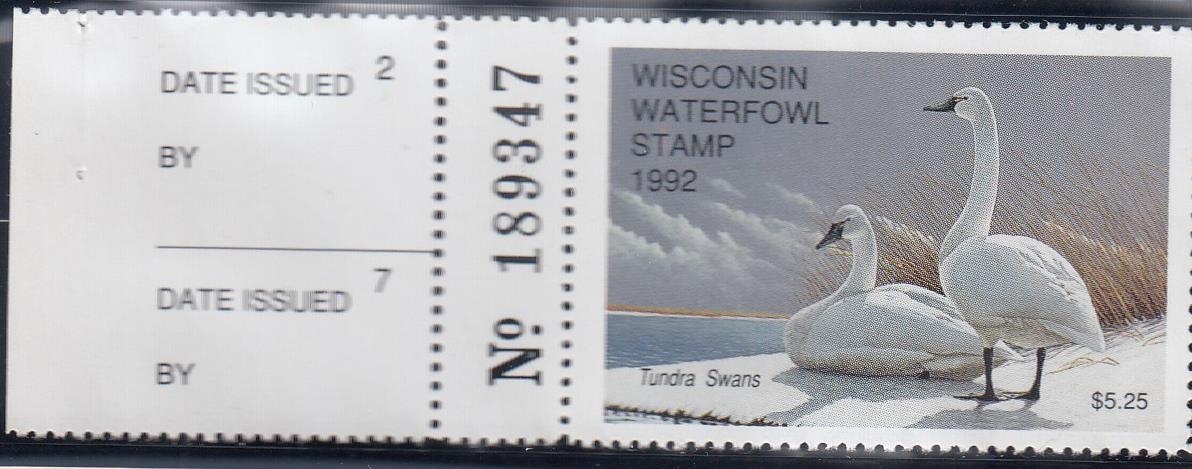 DATE ISSUED 2
BY
DATE ISSUED 7
BY
No. 189347
WISCONSIN
WATERFOWL
STAMP
1992
Tundra Swans
$5.25